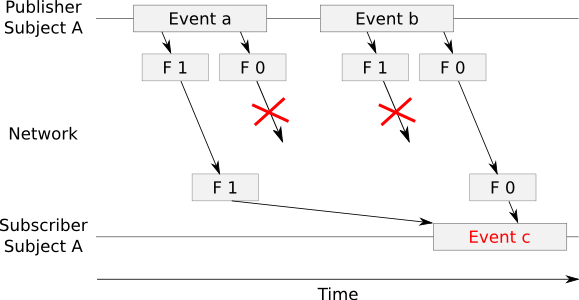 Publisher
Subject A
Event a
Event b
F 1
F 0
F 1
F 0
Network
F 1
F 0
Subscriber
Subject A
Event c
Time